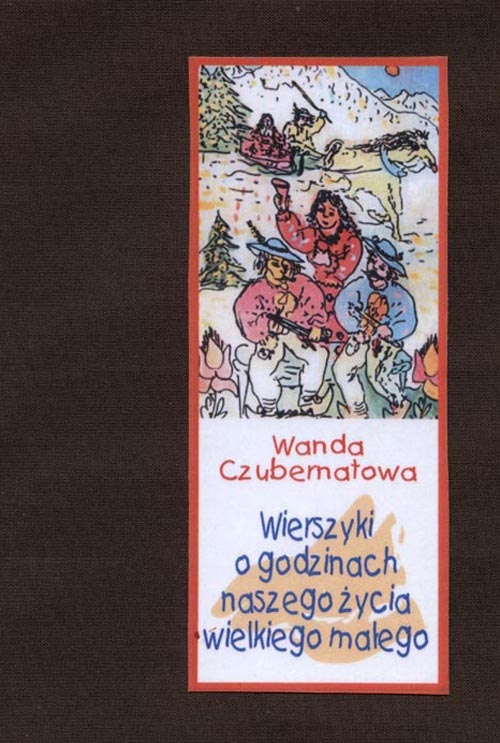 Wanda
Czubernatowa
Wierszyki
o godzinach
naszego życia
wielkiego małego